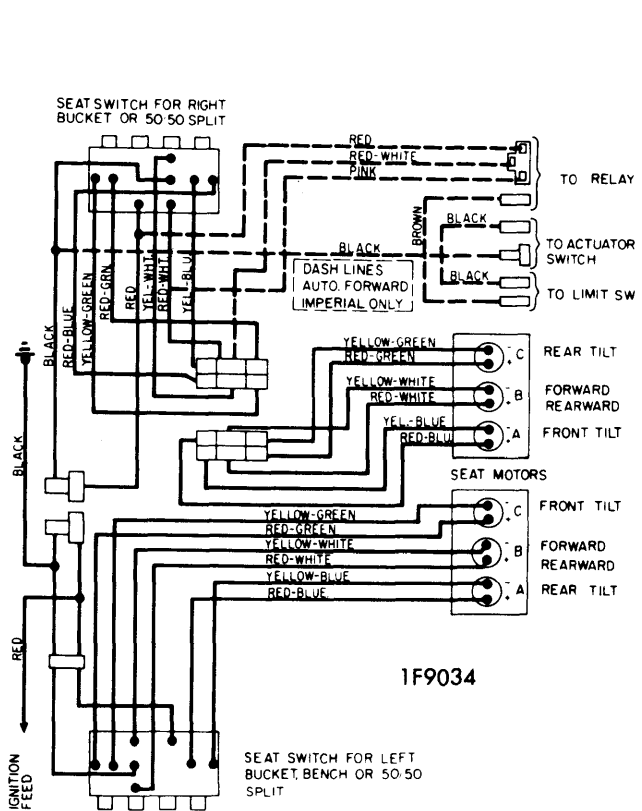 SEAT SWITCH FOR RIGHT
BUCKET OR 50·50 SPLIT
RED
RED-WHITE
PINK
TO RELAY
BROWN
BLACK
BLACK
TO ACTUATOR
SWITCH
BLACK
TO LIMIT SW
DASH LINES
AUTO. FORWARD
IMPERIAL ONLY
BLACK
RED-BLUE
YELLOW-GREEN
RED-GRN
RED
YEL-WHT.
RED-WHT.
YEL-BLU
YELLOW-GREEN
RED-GREEN
- C
+
REAR TILT
YELLOW-WHITE
RED-WHITE
- B
+
FORWARD
REARWARD
YEL.-BLUE
RED-BLU
- A
+
FRONT TILT
SEAT MOTORS
BLACK
YELLOW-GREEN
RED-GREEN
- C
+
FRONT TILT
YELLOW-WHITE
RED-WHITE
- B
+
FORWARD
REARWARD
YELLOW-BLUE
RED-BLUE
- A
+
REAR TILT
RED
1F9034
IGNITION
FEED
SEAT SWITCH FOR LEFT
BUCKET, BENCH OR 50·50
SPLIT